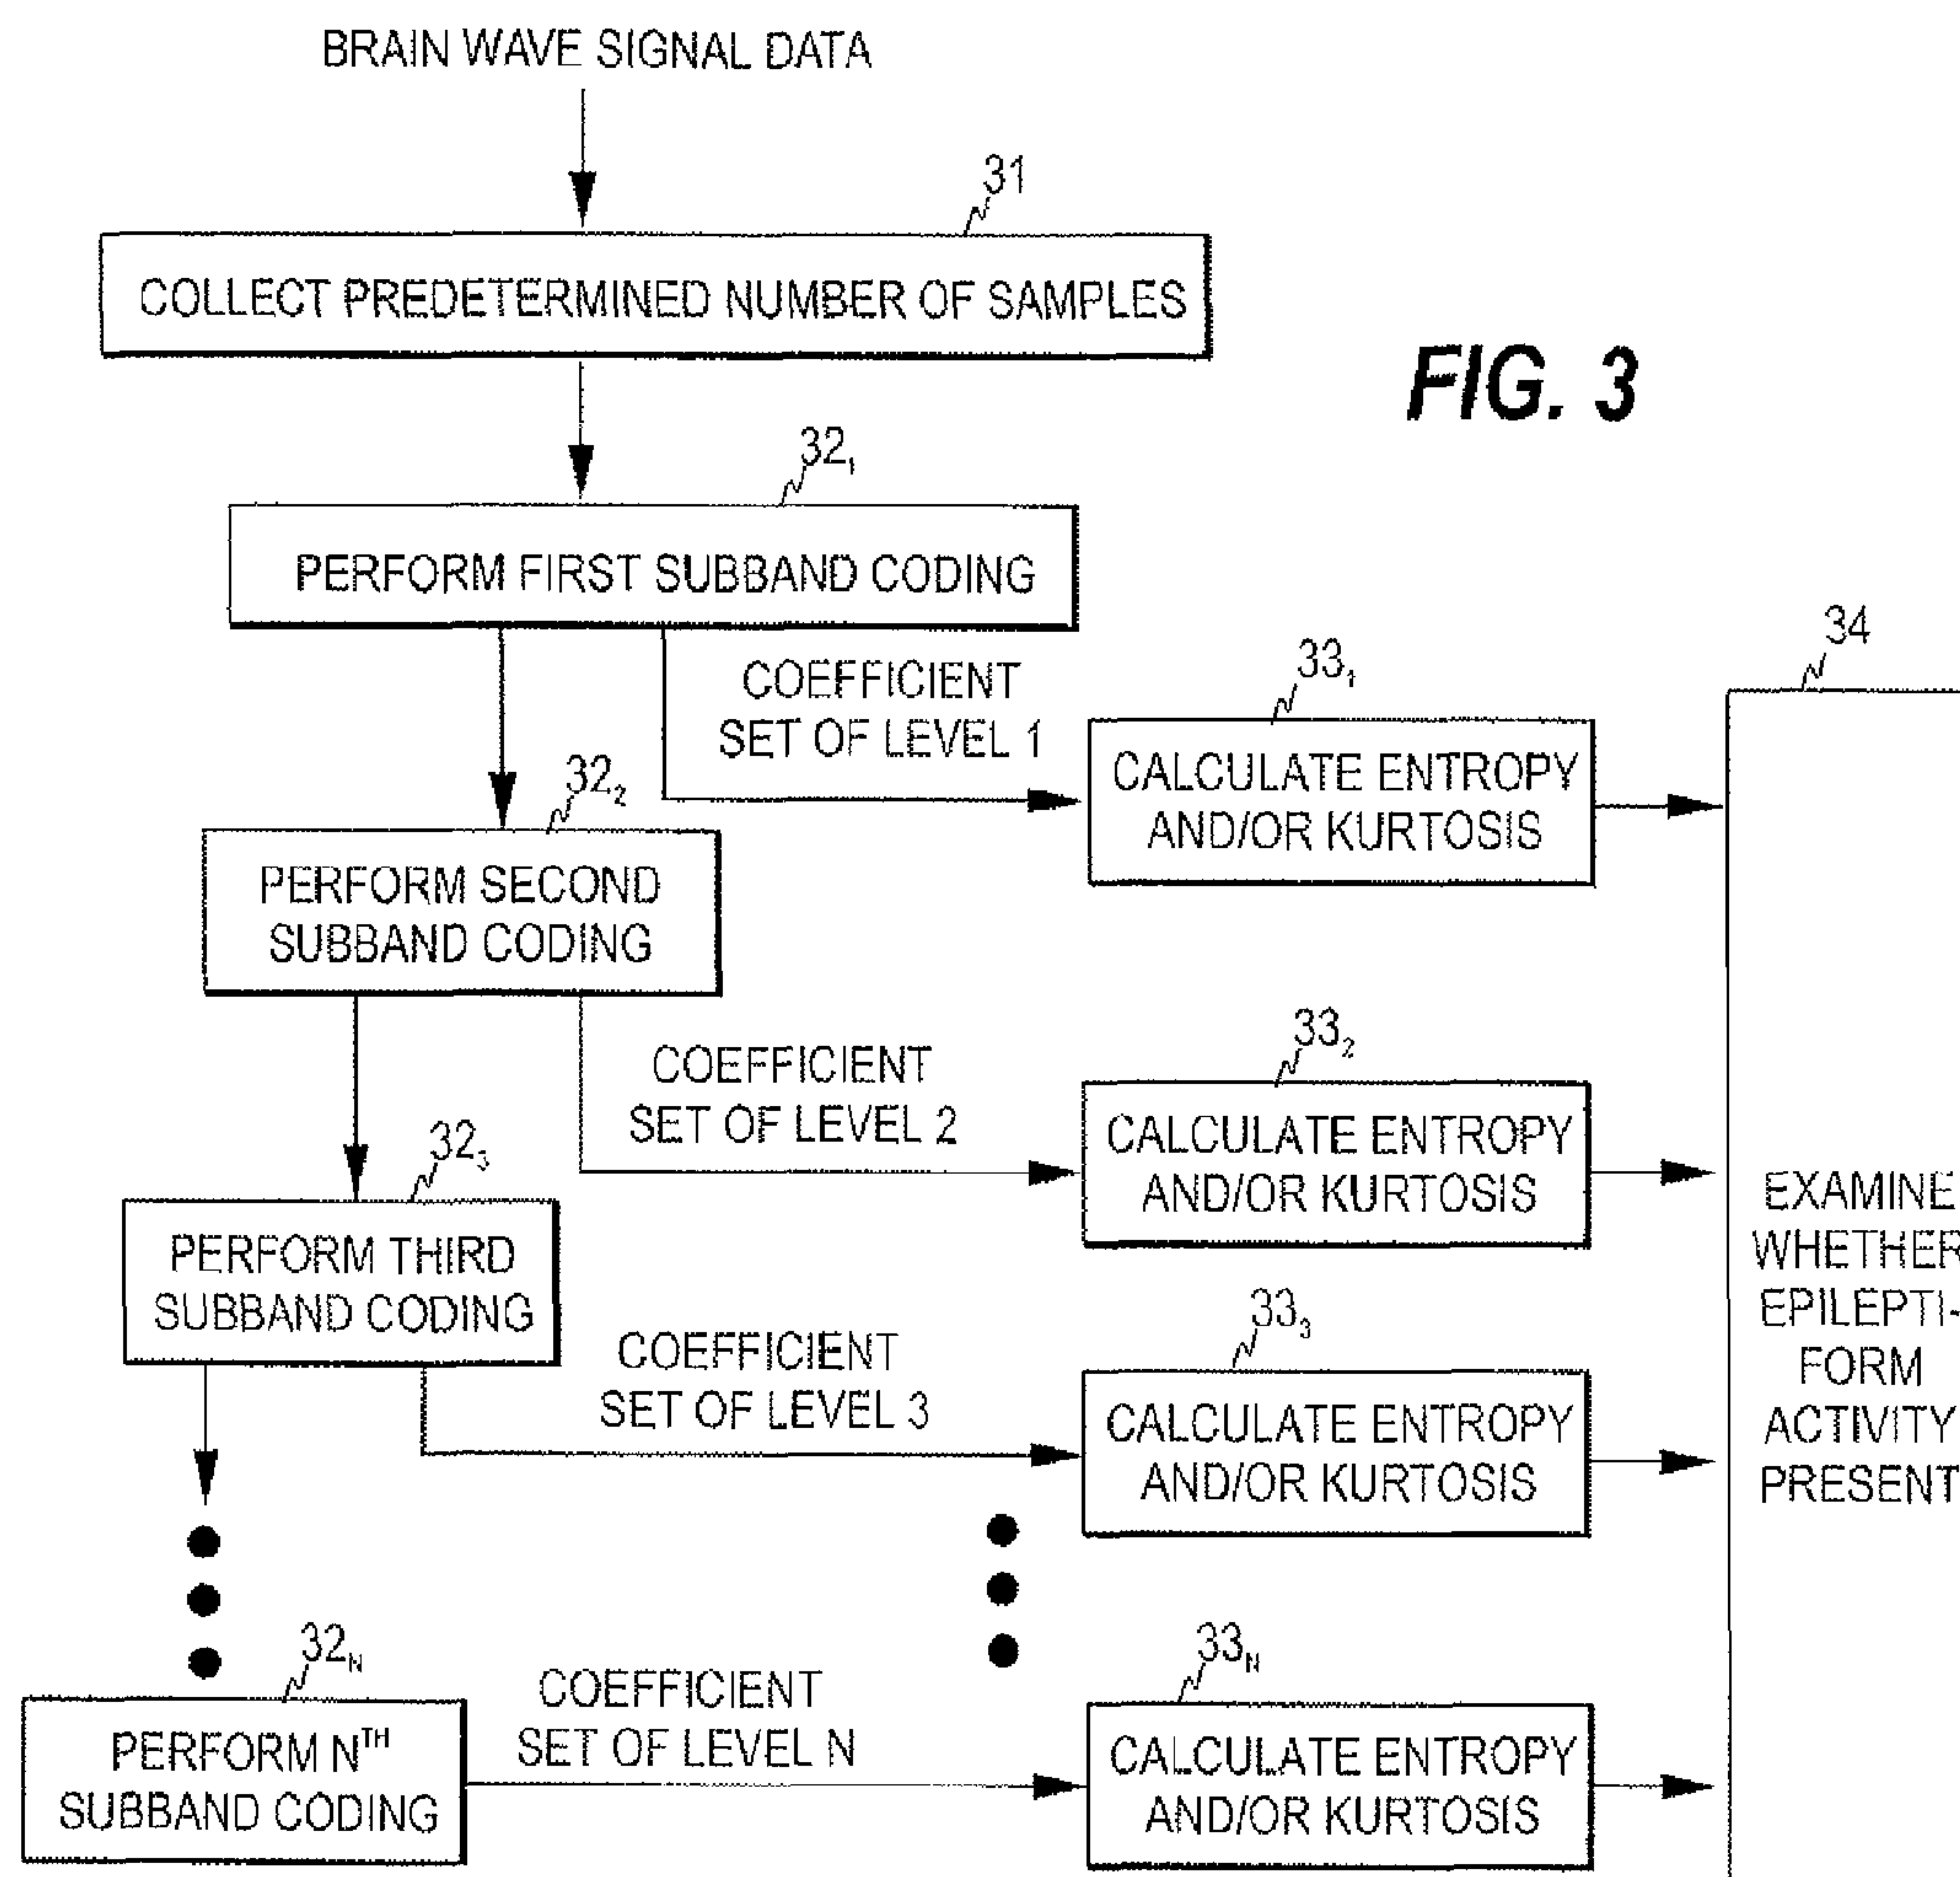 BRAIN WAVE SIGNAL DATA
31
COLLECT PREDETERMINED NUMBER OF SAMPLES
FIG. 3
32₁
PERFORM FIRST SUBBAND CODING
COEFFICIENT
SET OF LEVEL 1
33₁
CALCULATE ENTROPY
AND/OR KURTOSIS
34
32₂
PERFORM SECOND
SUBBAND CODING
COEFFICIENT
SET OF LEVEL 2
33₂
CALCULATE ENTROPY
AND/OR KURTOSIS
EXAMINE
WHETHER
EPILEPTI-
FORM
ACTIVITY
PRESENT
32₃
PERFORM THIRD
SUBBAND CODING
COEFFICIENT
SET OF LEVEL 3
33₃
CALCULATE ENTROPY
AND/OR KURTOSIS
32N
PERFORM NTH
SUBBAND CODING
COEFFICIENT
SET OF LEVEL N
33N
CALCULATE ENTROPY
AND/OR KURTOSIS